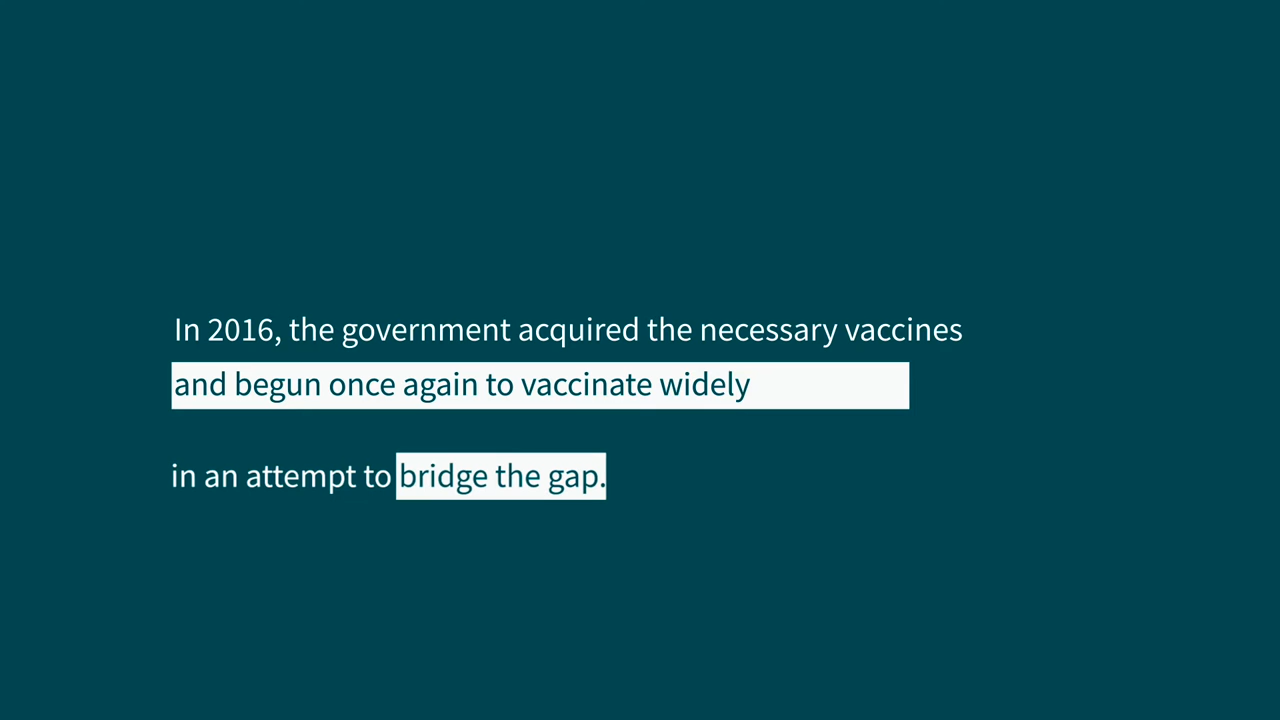 In 2016, the government acquired the necessary vaccines
and begun once again to vaccinate widely
in an attempt to bridge the gap.